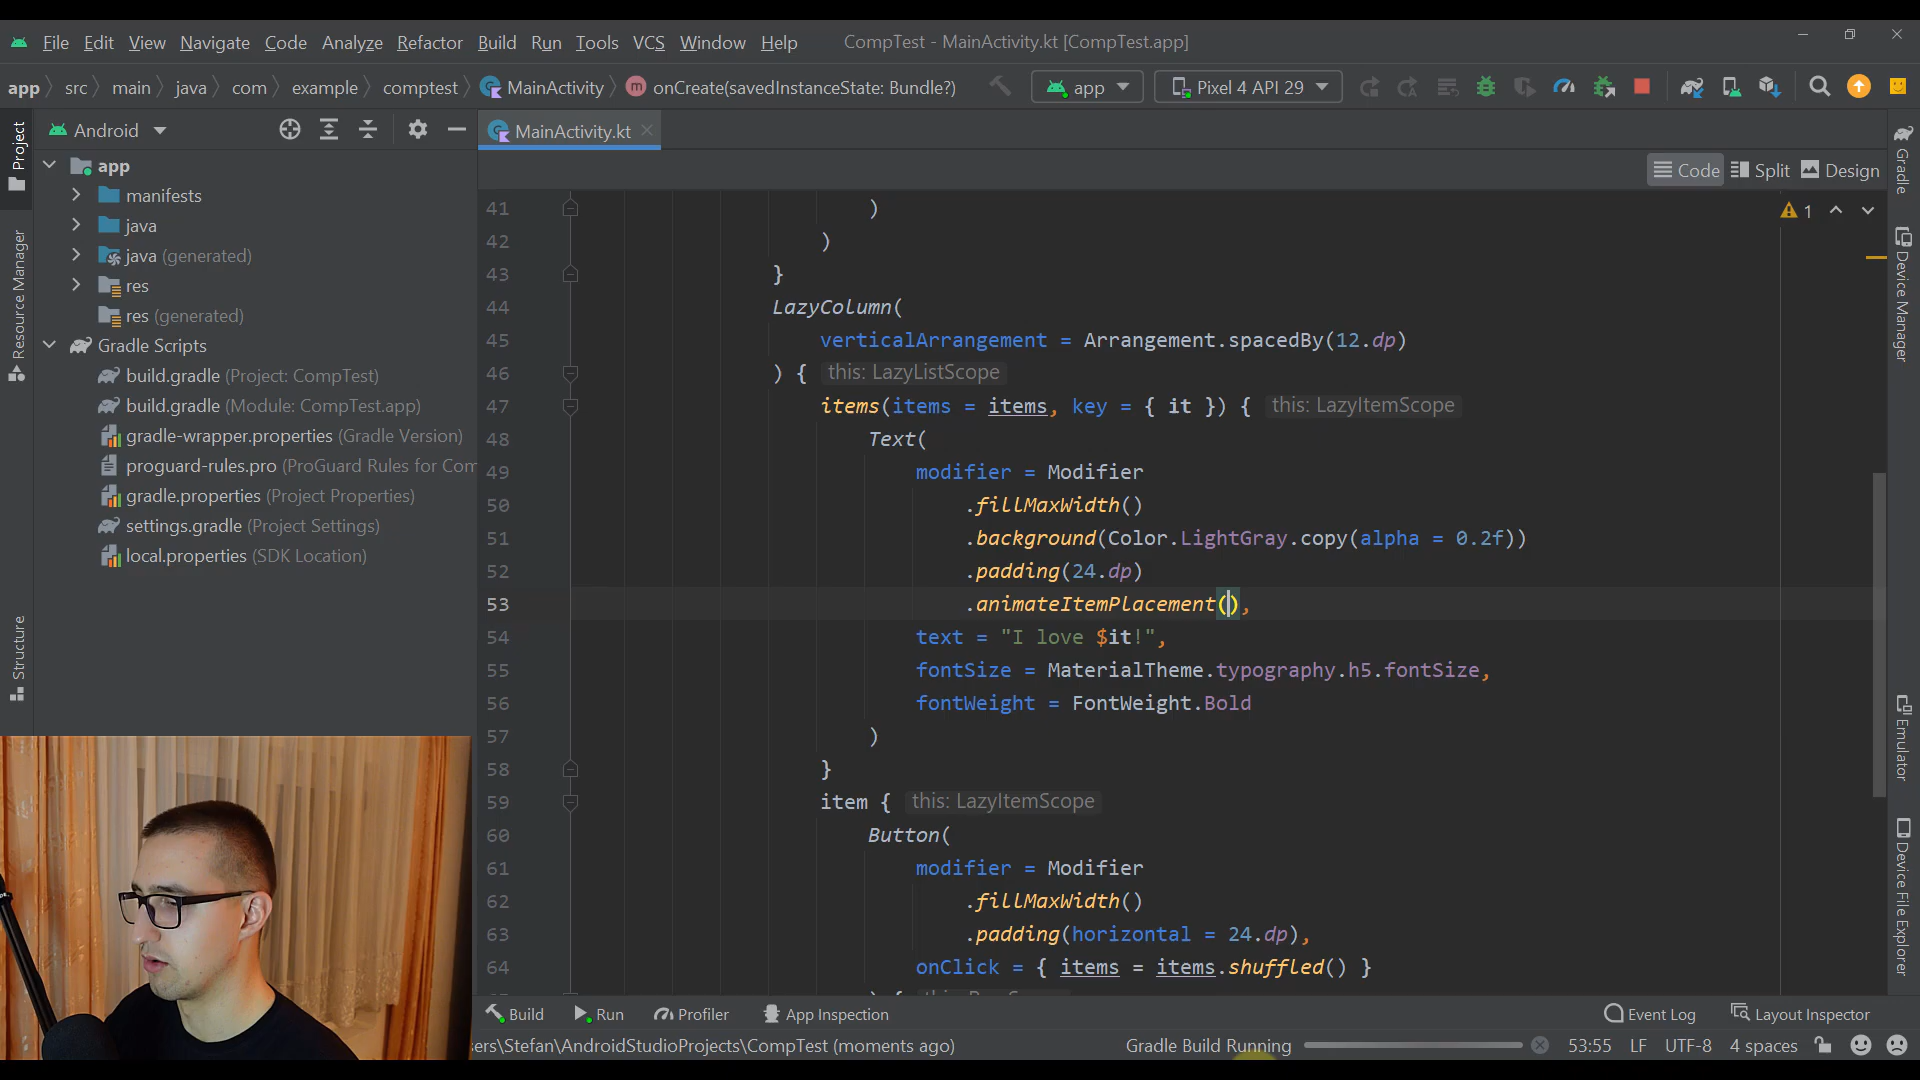 File Edit View Navigate Code Analyze Refactor Build Run Tools VCS Window Help CompTest - MainActivity.kt [CompTest.app]
app src main java com example comptest MainActivity m onCreate(savedInstanceState: Bundle?) app Pixel 4 API 29
Project
Resource Manager
Structure
Android
app
manifests
java
java (generated)
res
res (generated)
Gradle Scripts
build.gradle (Project: CompTest)
build.gradle (Module: CompTest.app)
gradle-wrapper.properties (Gradle Version)
proguard-rules.pro (ProGuard Rules for Com
gradle.properties (Project Properties)
settings.gradle (Project Settings)
local.properties (SDK Location)
MainActivity.kt
Code Split Design
1
41 )
42 )
43 }
44 LazyColumn(
45 verticalArrangement = Arrangement.spacedBy(12.dp)
46 ) { this: LazyListScope
47 items(items = items, key = { it }) { this: LazyItemScope
48 Text(
49 modifier = Modifier
50 .fillMaxWidth()
51 .background(Color.LightGray.copy(alpha = 0.2f))
52 .padding(24.dp)
53 .animateItemPlacement(),
54 text = "I love $it!",
55 fontSize = MaterialTheme.typography.h5.fontSize,
56 fontWeight = FontWeight.Bold
57 )
58 }
59 item { this: LazyItemScope
60 Button(
61 modifier = Modifier
62 .fillMaxWidth()
63 .padding(horizontal = 24.dp),
64 onClick = { items = items.shuffled() }
Gradle
Device Manager
Emulator
Device File Explorer
Build Run Profiler App Inspection Event Log Layout Inspector
ers\Stefan\AndroidStudioProjects\CompTest (moments ago) Gradle Build Running 53:55 LF UTF-8 4 spaces